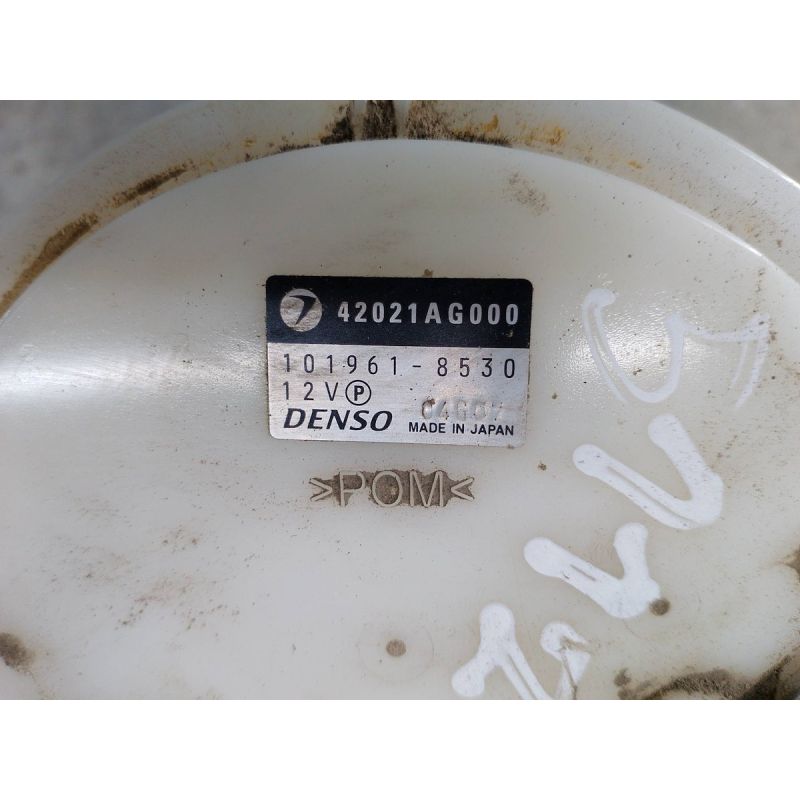 42021AG000
101961-8530
12V Ⓟ
DENSO MADE IN JAPAN
>POM<